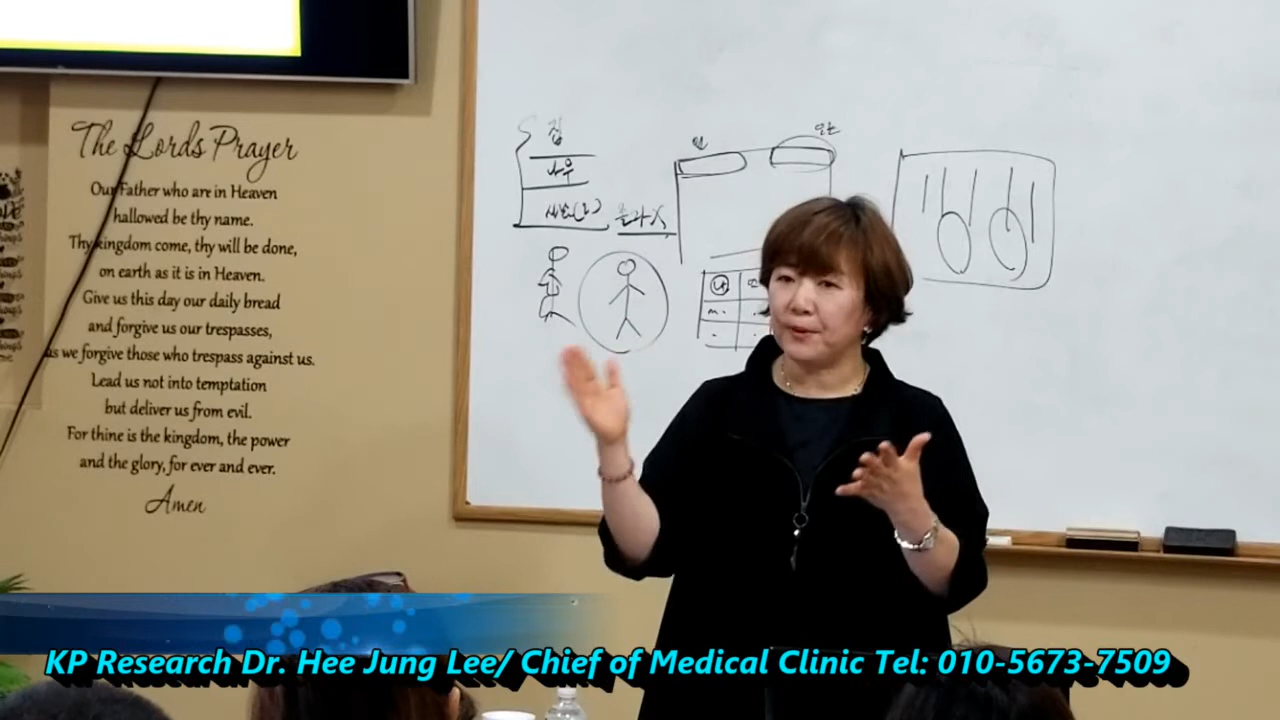 The Lords Prayer
Our Father who are in Heaven
hallowed be thy name.
Thy kingdom come, thy will be done,
on earth as it is in Heaven.
Give us this day our daily bread
and forgive us our trespasses,
as we forgive those who trespass against us.
Lead us not into temptation
but deliver us from evil.
For thine is the kingdom, the power
and the glory, for ever and ever.
Amen
집
나무
KP Research Dr. Hee Jung Lee/ Chief of Medical Clinic Tel: 010-5673-7509